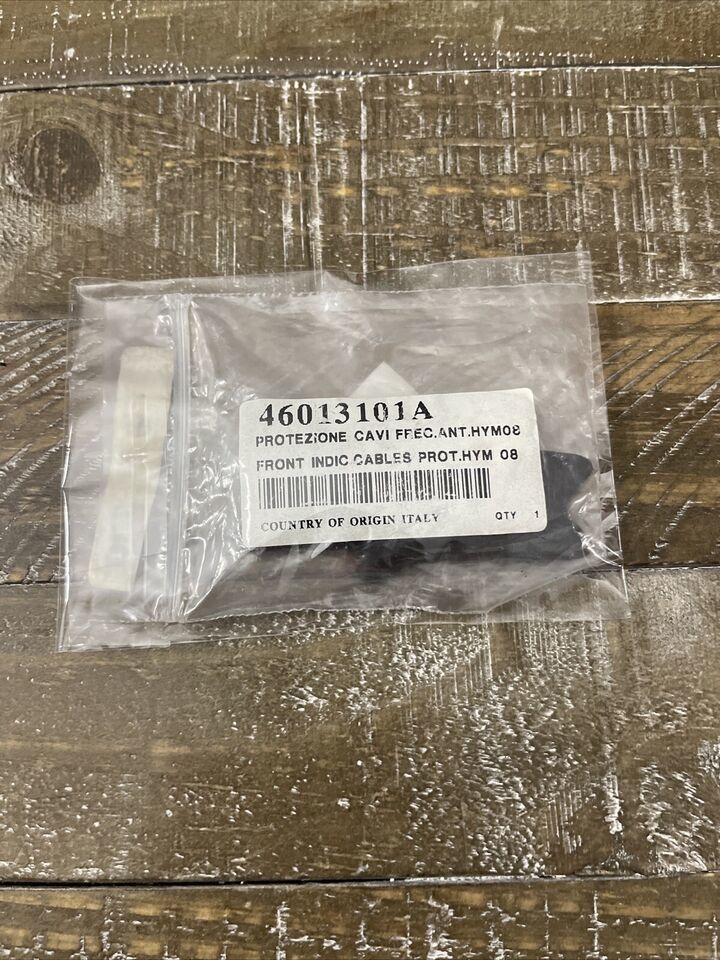 46013101A
PROTEZIONE CAVI FREC.ANT.HYM08
FRONT INDIC.CABLES PROT.HYM 08
COUNTRY OF ORIGIN ITALY QTY 1